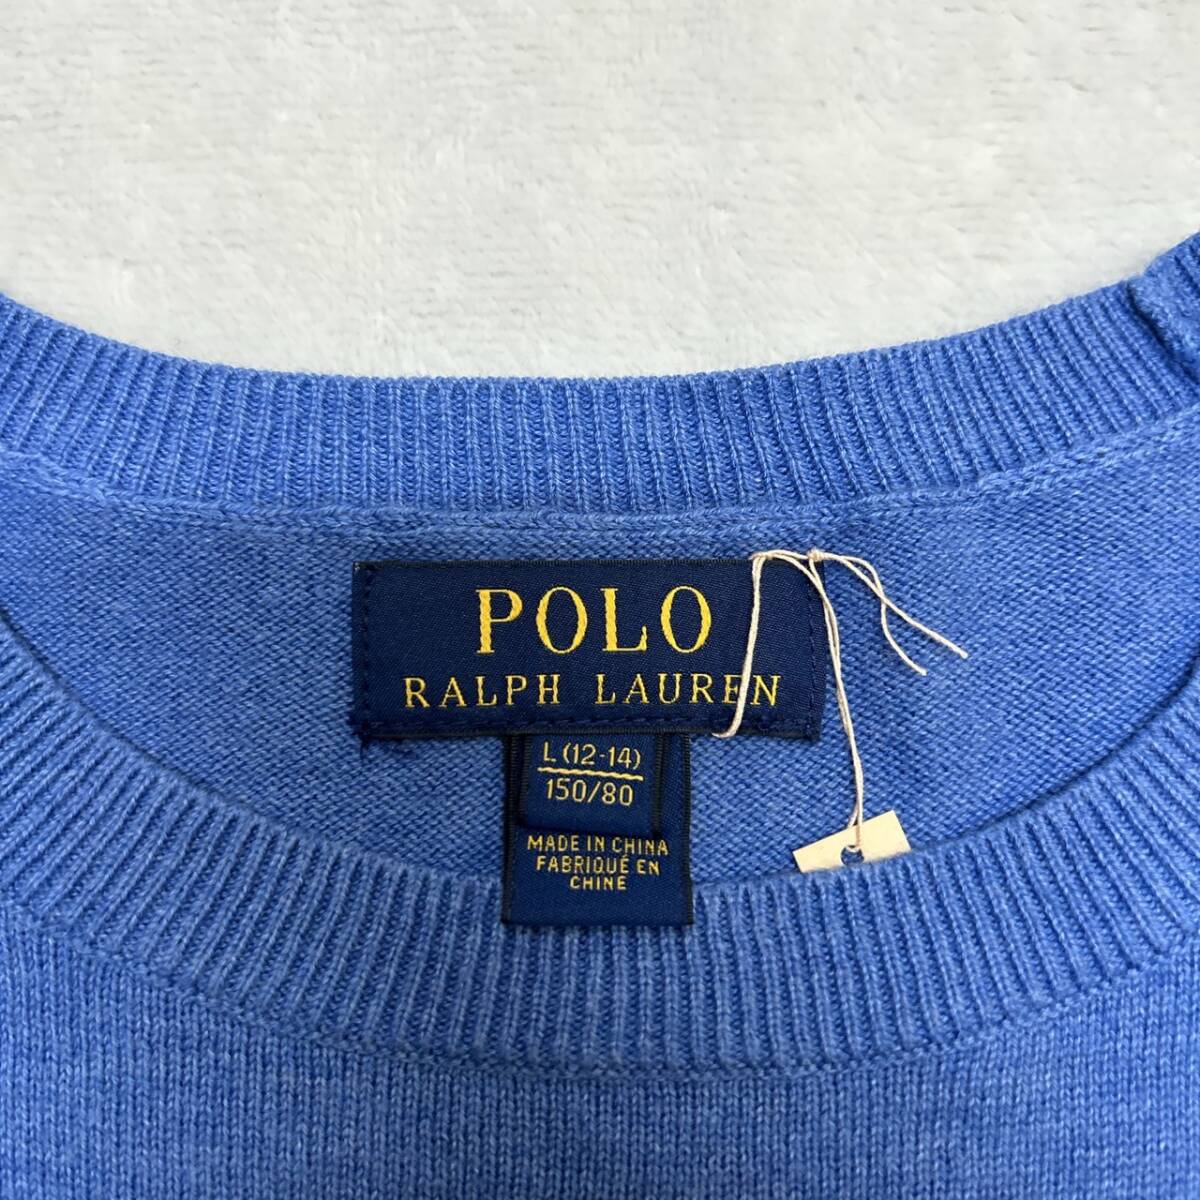 POLO
RALPH LAUREN
L (12-14)
150/80
MADE IN CHINA
FABRIQUÉ EN
CHINE